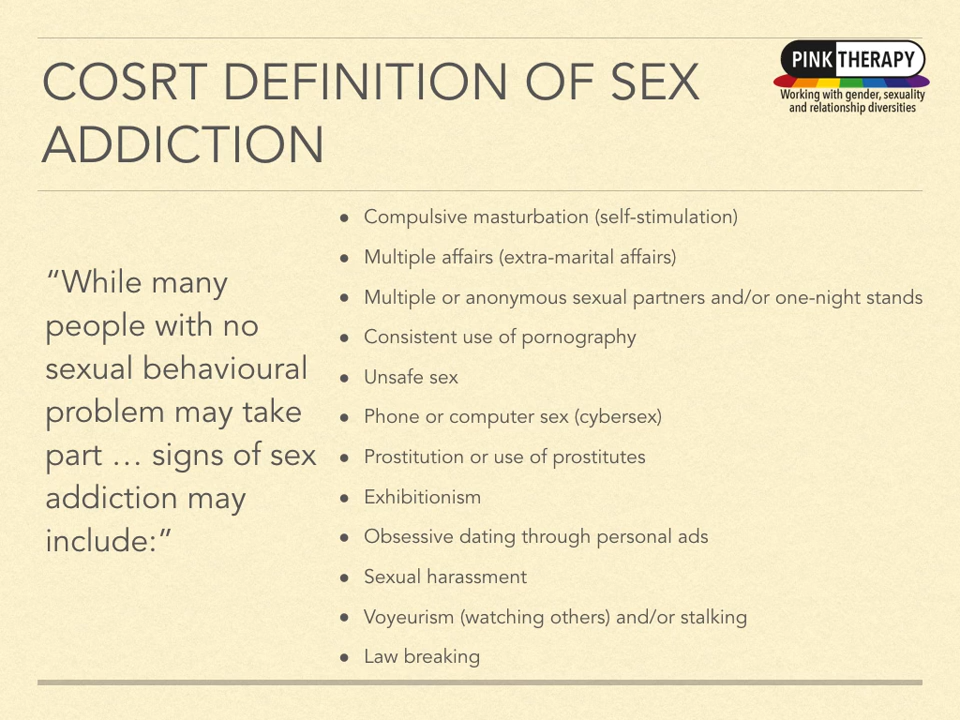 COSRT DEFINITION OF SEX
ADDICTION
PINK THERAPY
Working with gender, sexuality
and relationship diversities
“While many
people with no
sexual behavioural
problem may take
part … signs of sex
addiction may
include:”
• Compulsive masturbation (self-stimulation)
• Multiple affairs (extra-marital affairs)
• Multiple or anonymous sexual partners and/or one-night stands
• Consistent use of pornography
• Unsafe sex
• Phone or computer sex (cybersex)
• Prostitution or use of prostitutes
• Exhibitionism
• Obsessive dating through personal ads
• Sexual harassment
• Voyeurism (watching others) and/or stalking
• Law breaking